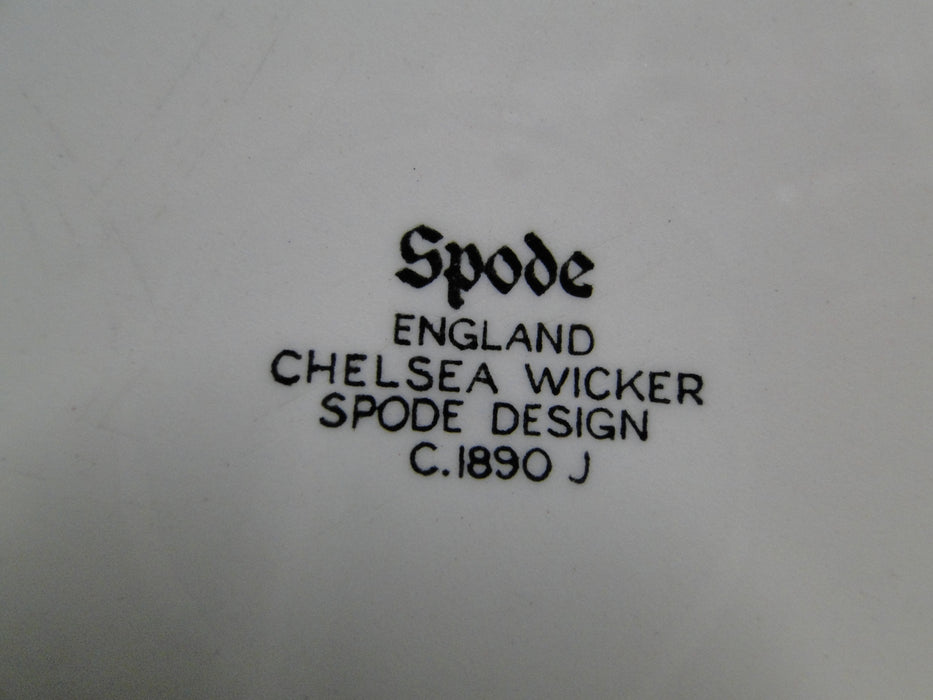 Spode
ENGLAND
CHELSEA WICKER
SPODE DESIGN
C.1890 J